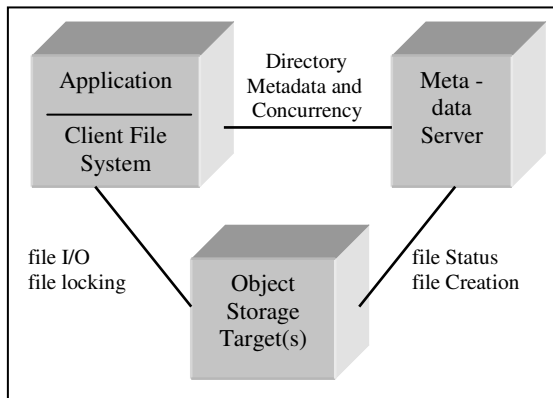 Application
Client File
System
Directory
Metadata and
Concurrency
Meta -
data
Server
file I/O
file locking
Object
Storage
Target(s)
file Status
file Creation